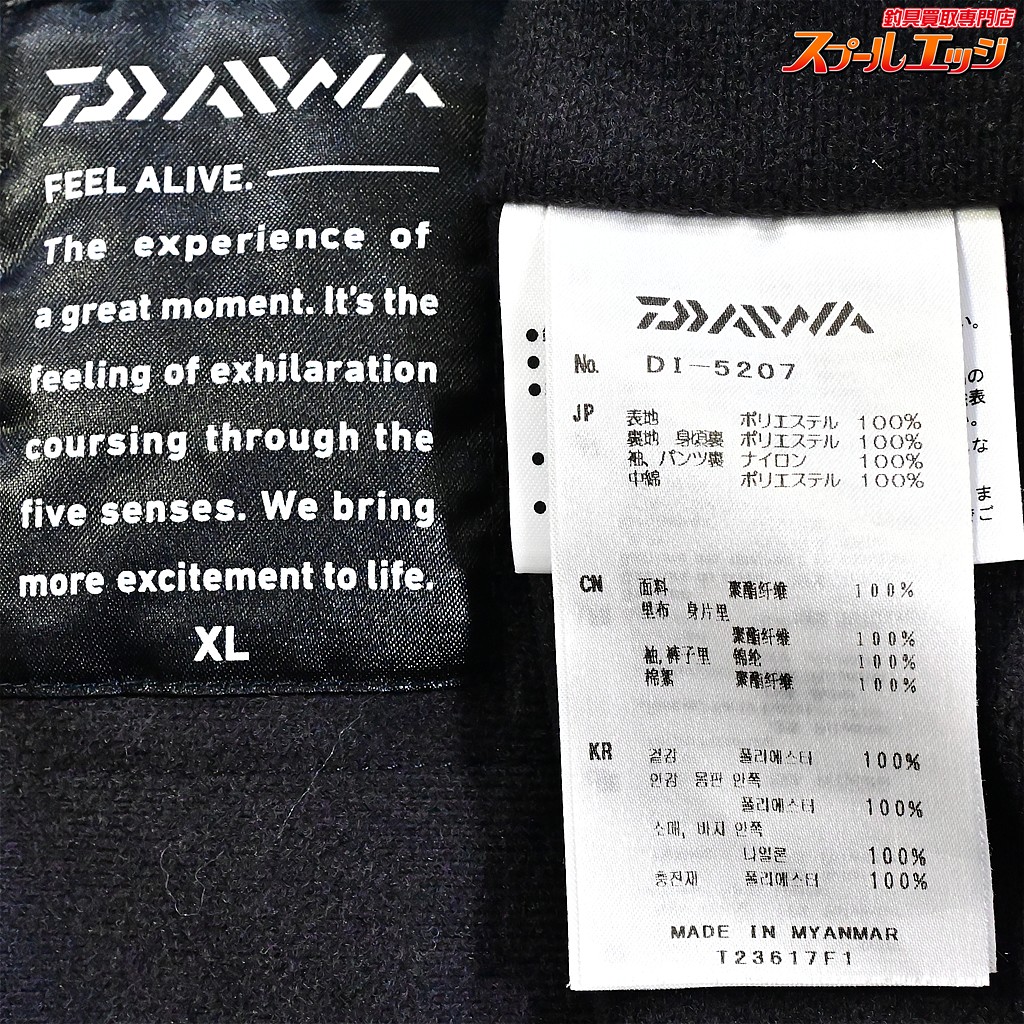 釣具買取専門店
スプールエッジ
DAIWA
FEEL ALIVE.
The experience of
a great moment. It's the
feeling of exhilaration
coursing through the
five senses. We bring
more excitement to life.
XL
DAIWA
No. DI-5207
JP 表地 ポリエステル 100%
裏地 身頃裏 ポリエステル 100%
袖、パンツ裏 ナイロン 100%
中綿 ポリエステル 100%
CN 面料 聚酯纤维 100%
里布 身片里
聚酯纤维 100%
袖,裤子里 锦纶 100%
棉絮 聚酯纤维 100%
KR 겉감 폴리에스터 100%
안감 몸판 안쪽
폴리에스터 100%
소매, 바지 안쪽
나일론 100%
충전재 폴리에스터 100%
MADE IN MYANMAR
T23617F1
い。
の
表
な
まご